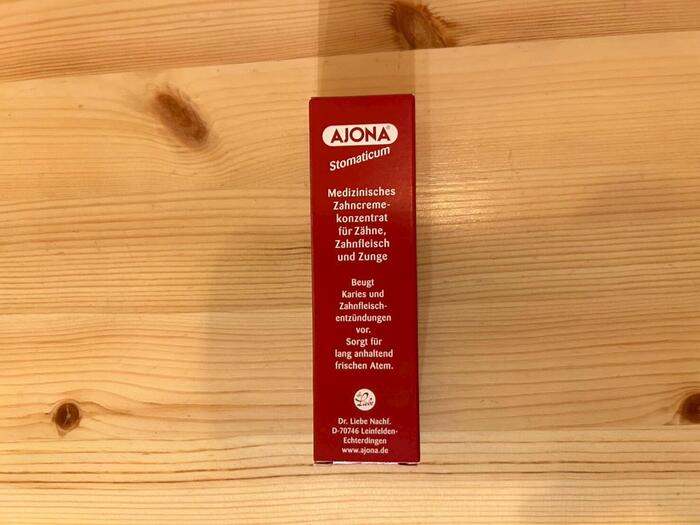 AJONA®
Stomaticum
Medizinisches
Zahncreme-
konzentrat
für Zähne,
Zahnfleisch
und Zunge
Beugt
Karies und
Zahnfleisch-
entzündungen
vor.
Sorgt für
lang anhaltend
frischen Atem.
Liebe
Dr. Liebe Nachf.
D-70746 Leinfelden-
Echterdingen
www.ajona.de